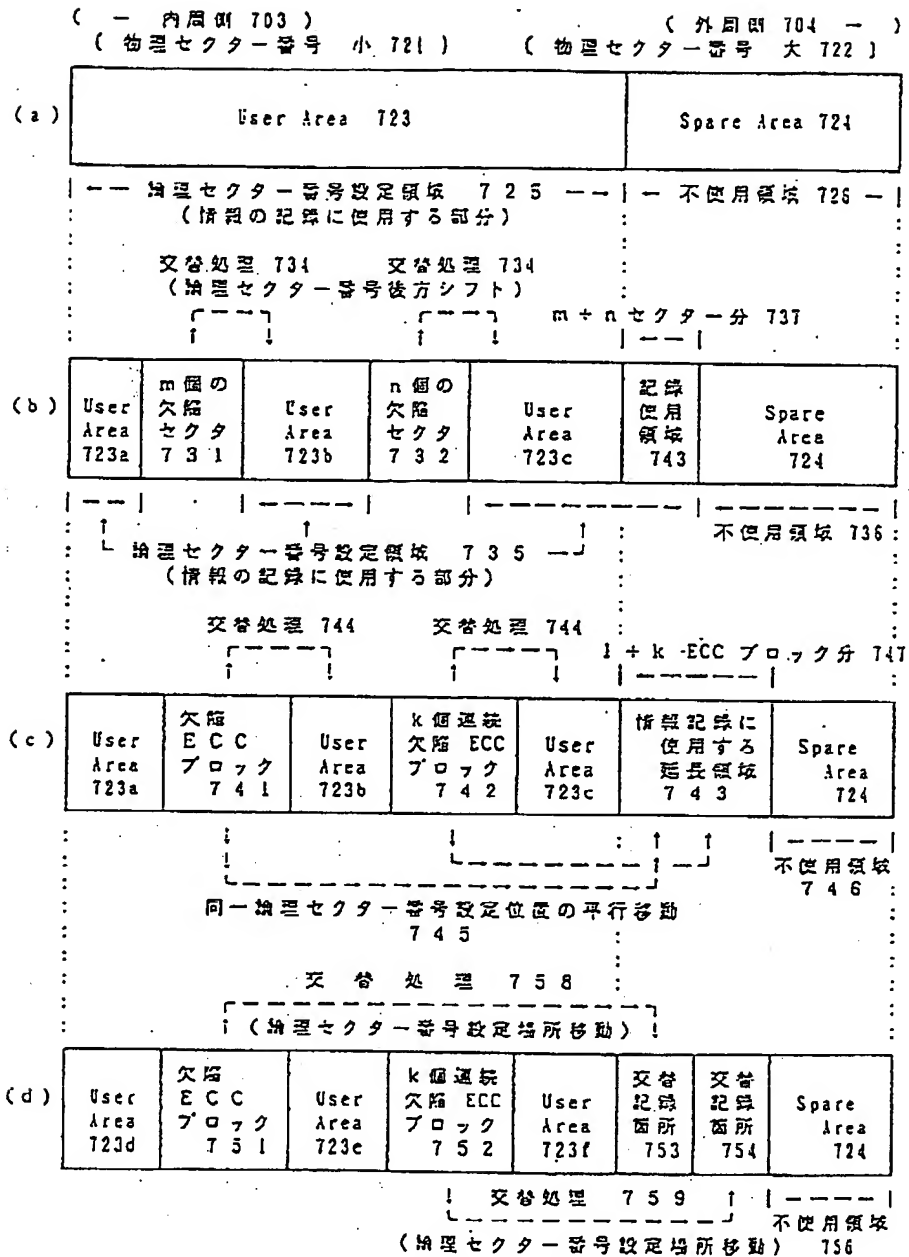 ( ← 内周側 703 ) ( 外周側 704 → )
( 物理セクター番号 小 721 ) ( 物理セクター番号 大 722 )
(a) User Area 723 Spare Area 724
論理セクター番号設定領域 725 不使用領域 726
(情報の記録に使用する部分)
交替処理 734 交替処理 734
(論理セクター番号後方シフト)
m+nセクター分 737
(b) User Area 723a
m個の欠陥セクタ 731
User Area 723b
n個の欠陥セクタ 732
User Area 723c
記録使用領域 743
Spare Area 724
不使用領域 736
論理セクター番号設定領域 735
(情報の記録に使用する部分)
交替処理 744 交替処理 744
1+k ECCブロック分 747
(c) User Area 723a
欠陥ECCブロック 741
User Area 723b
k個連続欠陥ECCブロック 742
User Area 723c
情報記録に使用する延長領域 743
Spare Area 724
不使用領域 746
同一論理セクター番号設定位置の平行移動
745
交替処理 758
(論理セクター番号設定場所移動)
(d) User Area 723d
欠陥ECCブロック 751
User Area 723e
k個連続欠陥ECCブロック 752
User Area 723f
交替記録箇所 753
交替記録箇所 754
Spare Area 724
交替処理 759
不使用領域
(論理セクター番号設定場所移動) 756